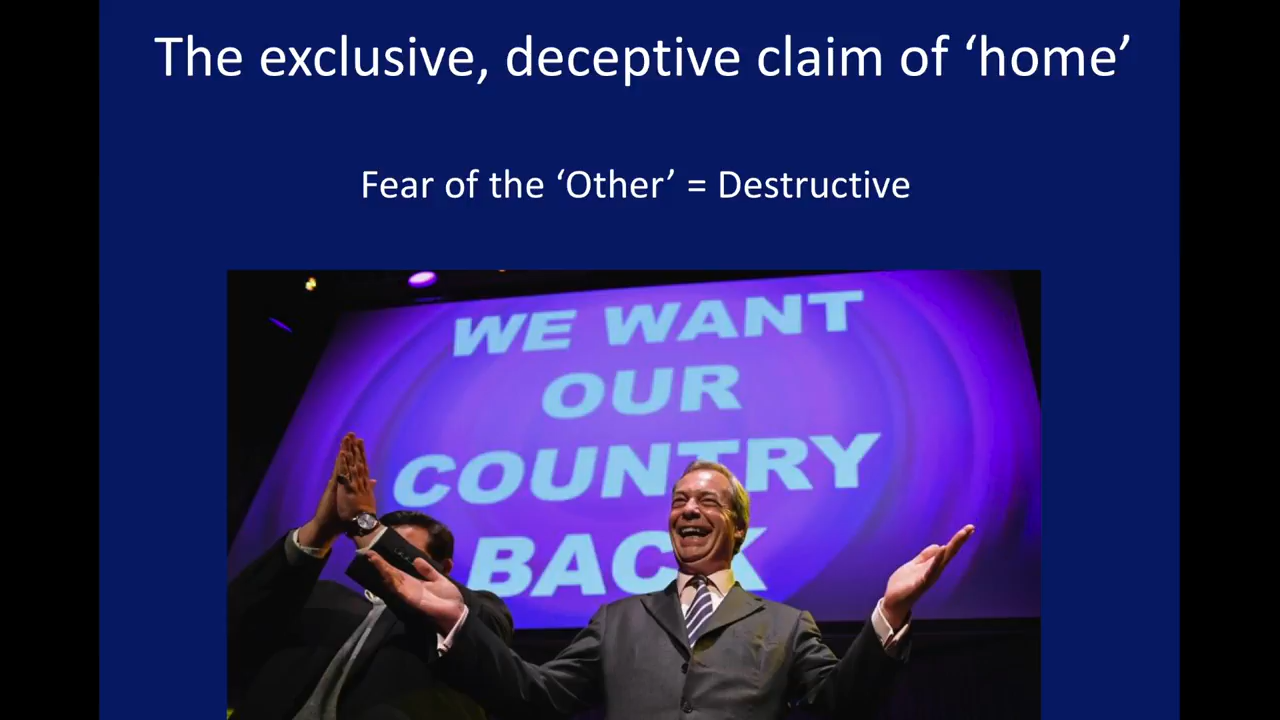 The exclusive, deceptive claim of ‘home’
Fear of the ‘Other’ = Destructive
WE WANT
OUR
COUNTRY
BACK